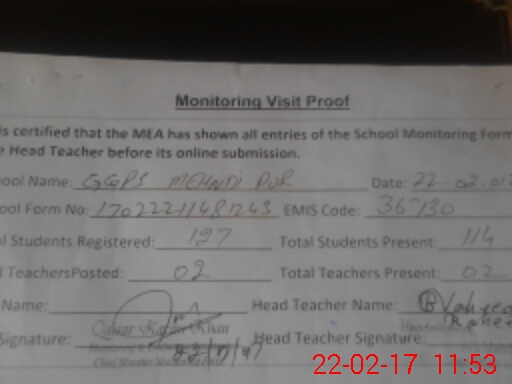 Monitoring Visit Proof
is certified that the MEA has shown all entries of the School Monitoring Form
e Head Teacher before its online submission.
ool Name: GGPS MEHNDI PUR Date: 22.02.01
ool Form No: EMIS Code: 36730
l Students Registered: 127 Total Students Present: 114
l TeachersPosted: 02 Total Teachers Present: 02
Name: Head Teacher Name:
Signature: Khan Head Teacher Signature:
22-02-17 11:53